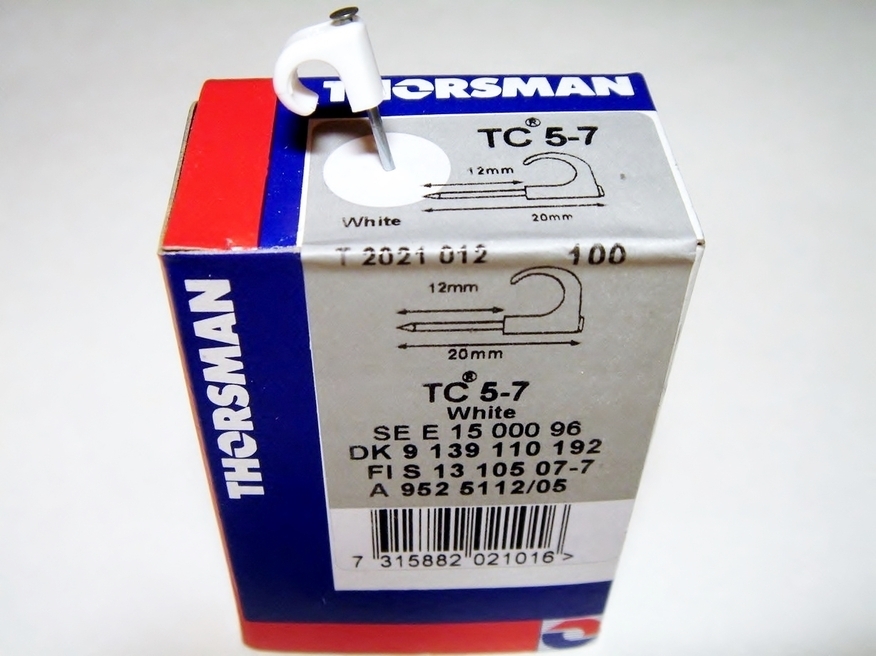 THORSMAN
TC® 5-7
12mm
20mm
White
T 2021 012 100
12mm
20mm
TC® 5-7
White
SE E 15 000 96
DK 9 139 110 192
FI S 13 105 07-7
A 952 5112/05
7 315882 021016 >
THORSMAN